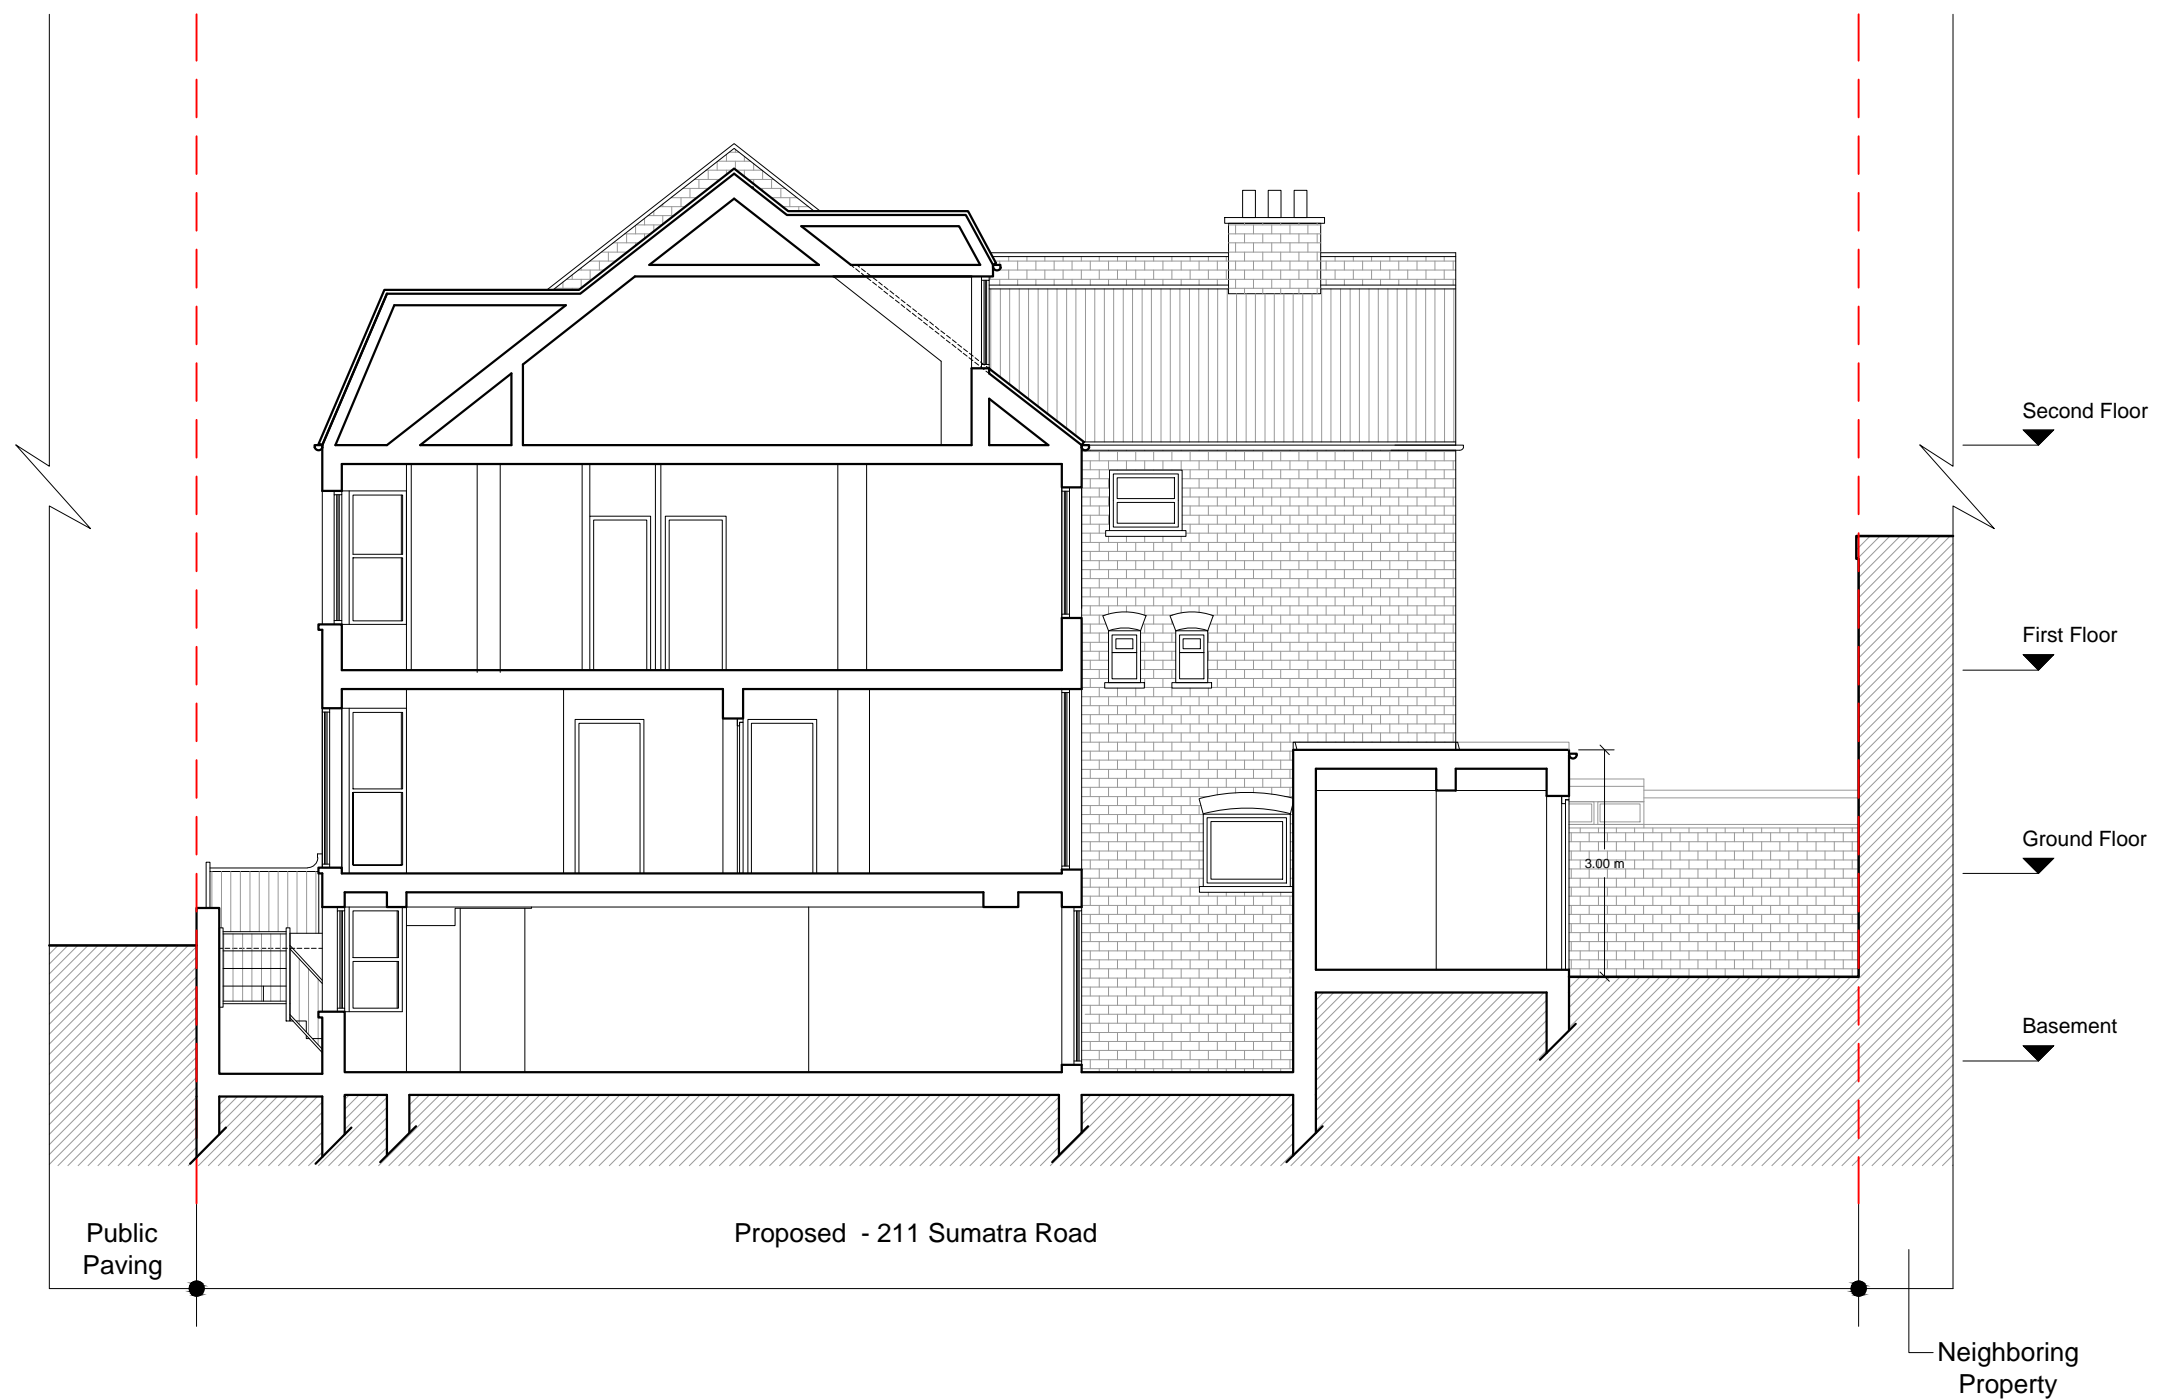 Second Floor
First Floor
Ground Floor
3.00 m
Basement
Public
Paving
Proposed - 211 Sumatra Road
Neighboring
Property